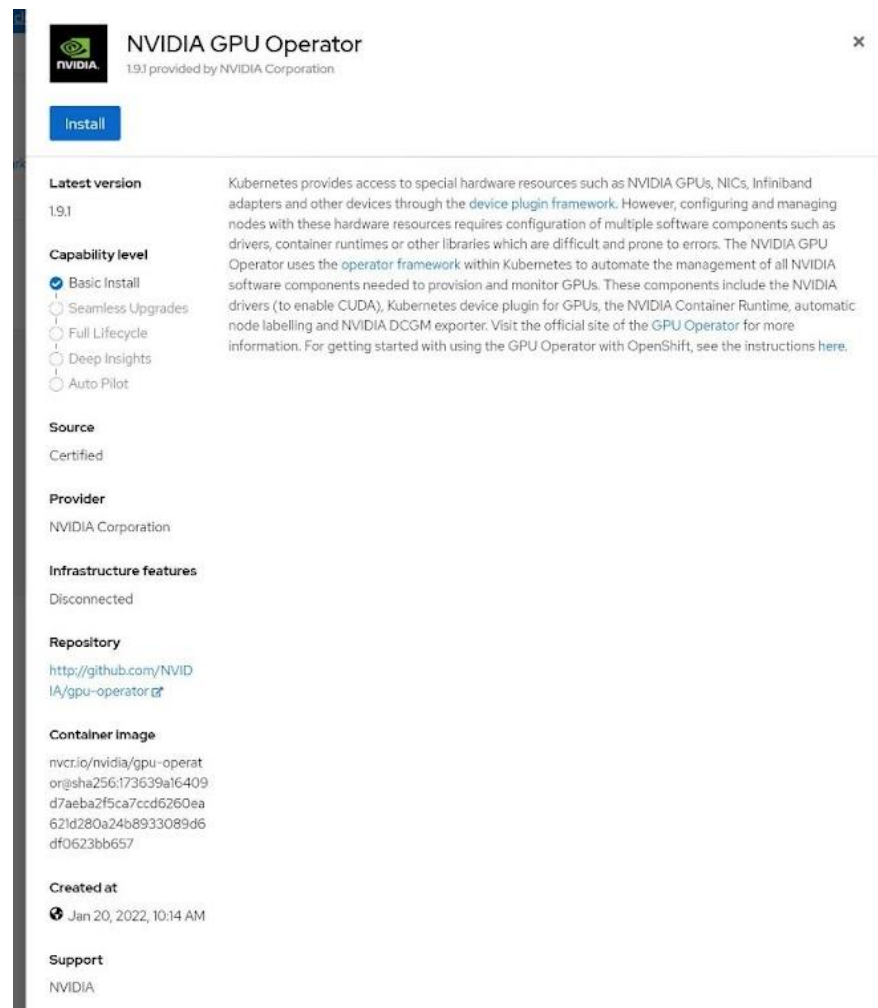 NVIDIA.
NVIDIA GPU Operator
1.9.1 provided by NVIDIA Corporation
Install
Latest version
1.9.1
Capability level
Basic Install
Seamless Upgrades
Full Lifecycle
Deep Insights
Auto Pilot
Source
Certified
Provider
NVIDIA Corporation
Infrastructure features
Disconnected
Repository
http://github.com/NVID
IA/gpu-operator
Container image
nvcr.io/nvidia/gpu-operat
or@sha256:173639a16409
d7aeba2f5ca7ccd6260ea
621d280a24b8933089d6
df0623bb657
Created at
Jan 20, 2022, 10:14 AM
Support
NVIDIA
Kubernetes provides access to special hardware resources such as NVIDIA GPUs, NICs, Infiniband
adapters and other devices through the device plugin framework. However, configuring and managing
nodes with these hardware resources requires configuration of multiple software components such as
drivers, container runtimes or other libraries which are difficult and prone to errors. The NVIDIA GPU
Operator uses the operator framework within Kubernetes to automate the management of all NVIDIA
software components needed to provision and monitor GPUs. These components include the NVIDIA
drivers (to enable CUDA), Kubernetes device plugin for GPUs, the NVIDIA Container Runtime, automatic
node labelling and NVIDIA DCGM exporter. Visit the official site of the GPU Operator for more
information. For getting started with using the GPU Operator with OpenShift, see the instructions here.